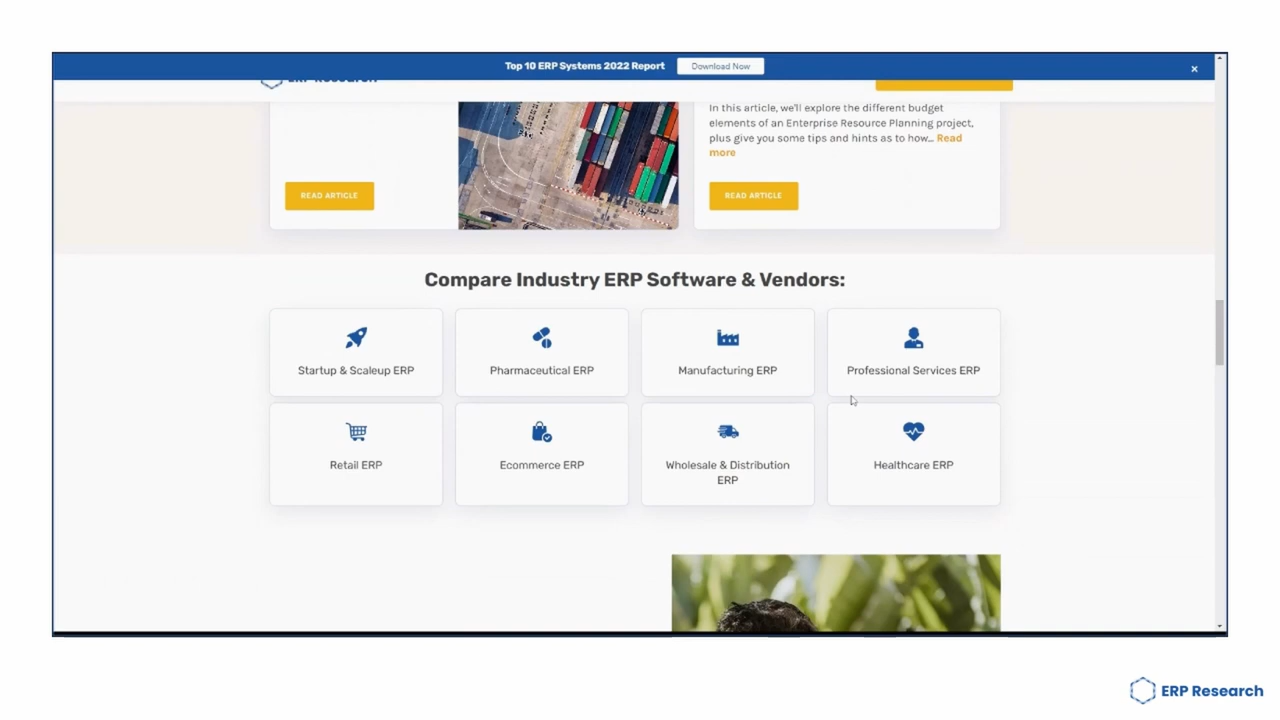 Top 10 ERP Systems 2022 Report
Download Now
×
ERP Research
In this article, we'll explore the different budget
elements of an Enterprise Resource Planning project,
plus give you some tips and hints as to how... Read
more
READ ARTICLE
READ ARTICLE
Compare Industry ERP Software & Vendors:
Startup & Scaleup ERP
Pharmaceutical ERP
Manufacturing ERP
Professional Services ERP
Retail ERP
Ecommerce ERP
Wholesale & Distribution
ERP
Healthcare ERP
ERP Research